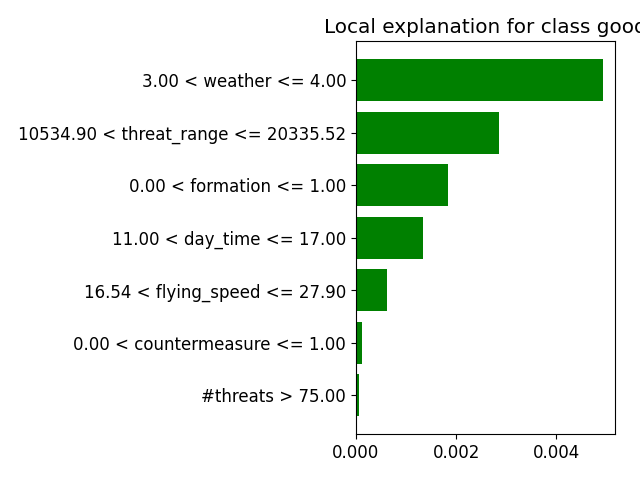 Local explanation for class good
3.00 < weather <= 4.00
10534.90 < threat_range <= 20335.52
0.00 < formation <= 1.00
11.00 < day_time <= 17.00
16.54 < flying_speed <= 27.90
0.00 < countermeasure <= 1.00
#threats > 75.00
0.000 0.002 0.004